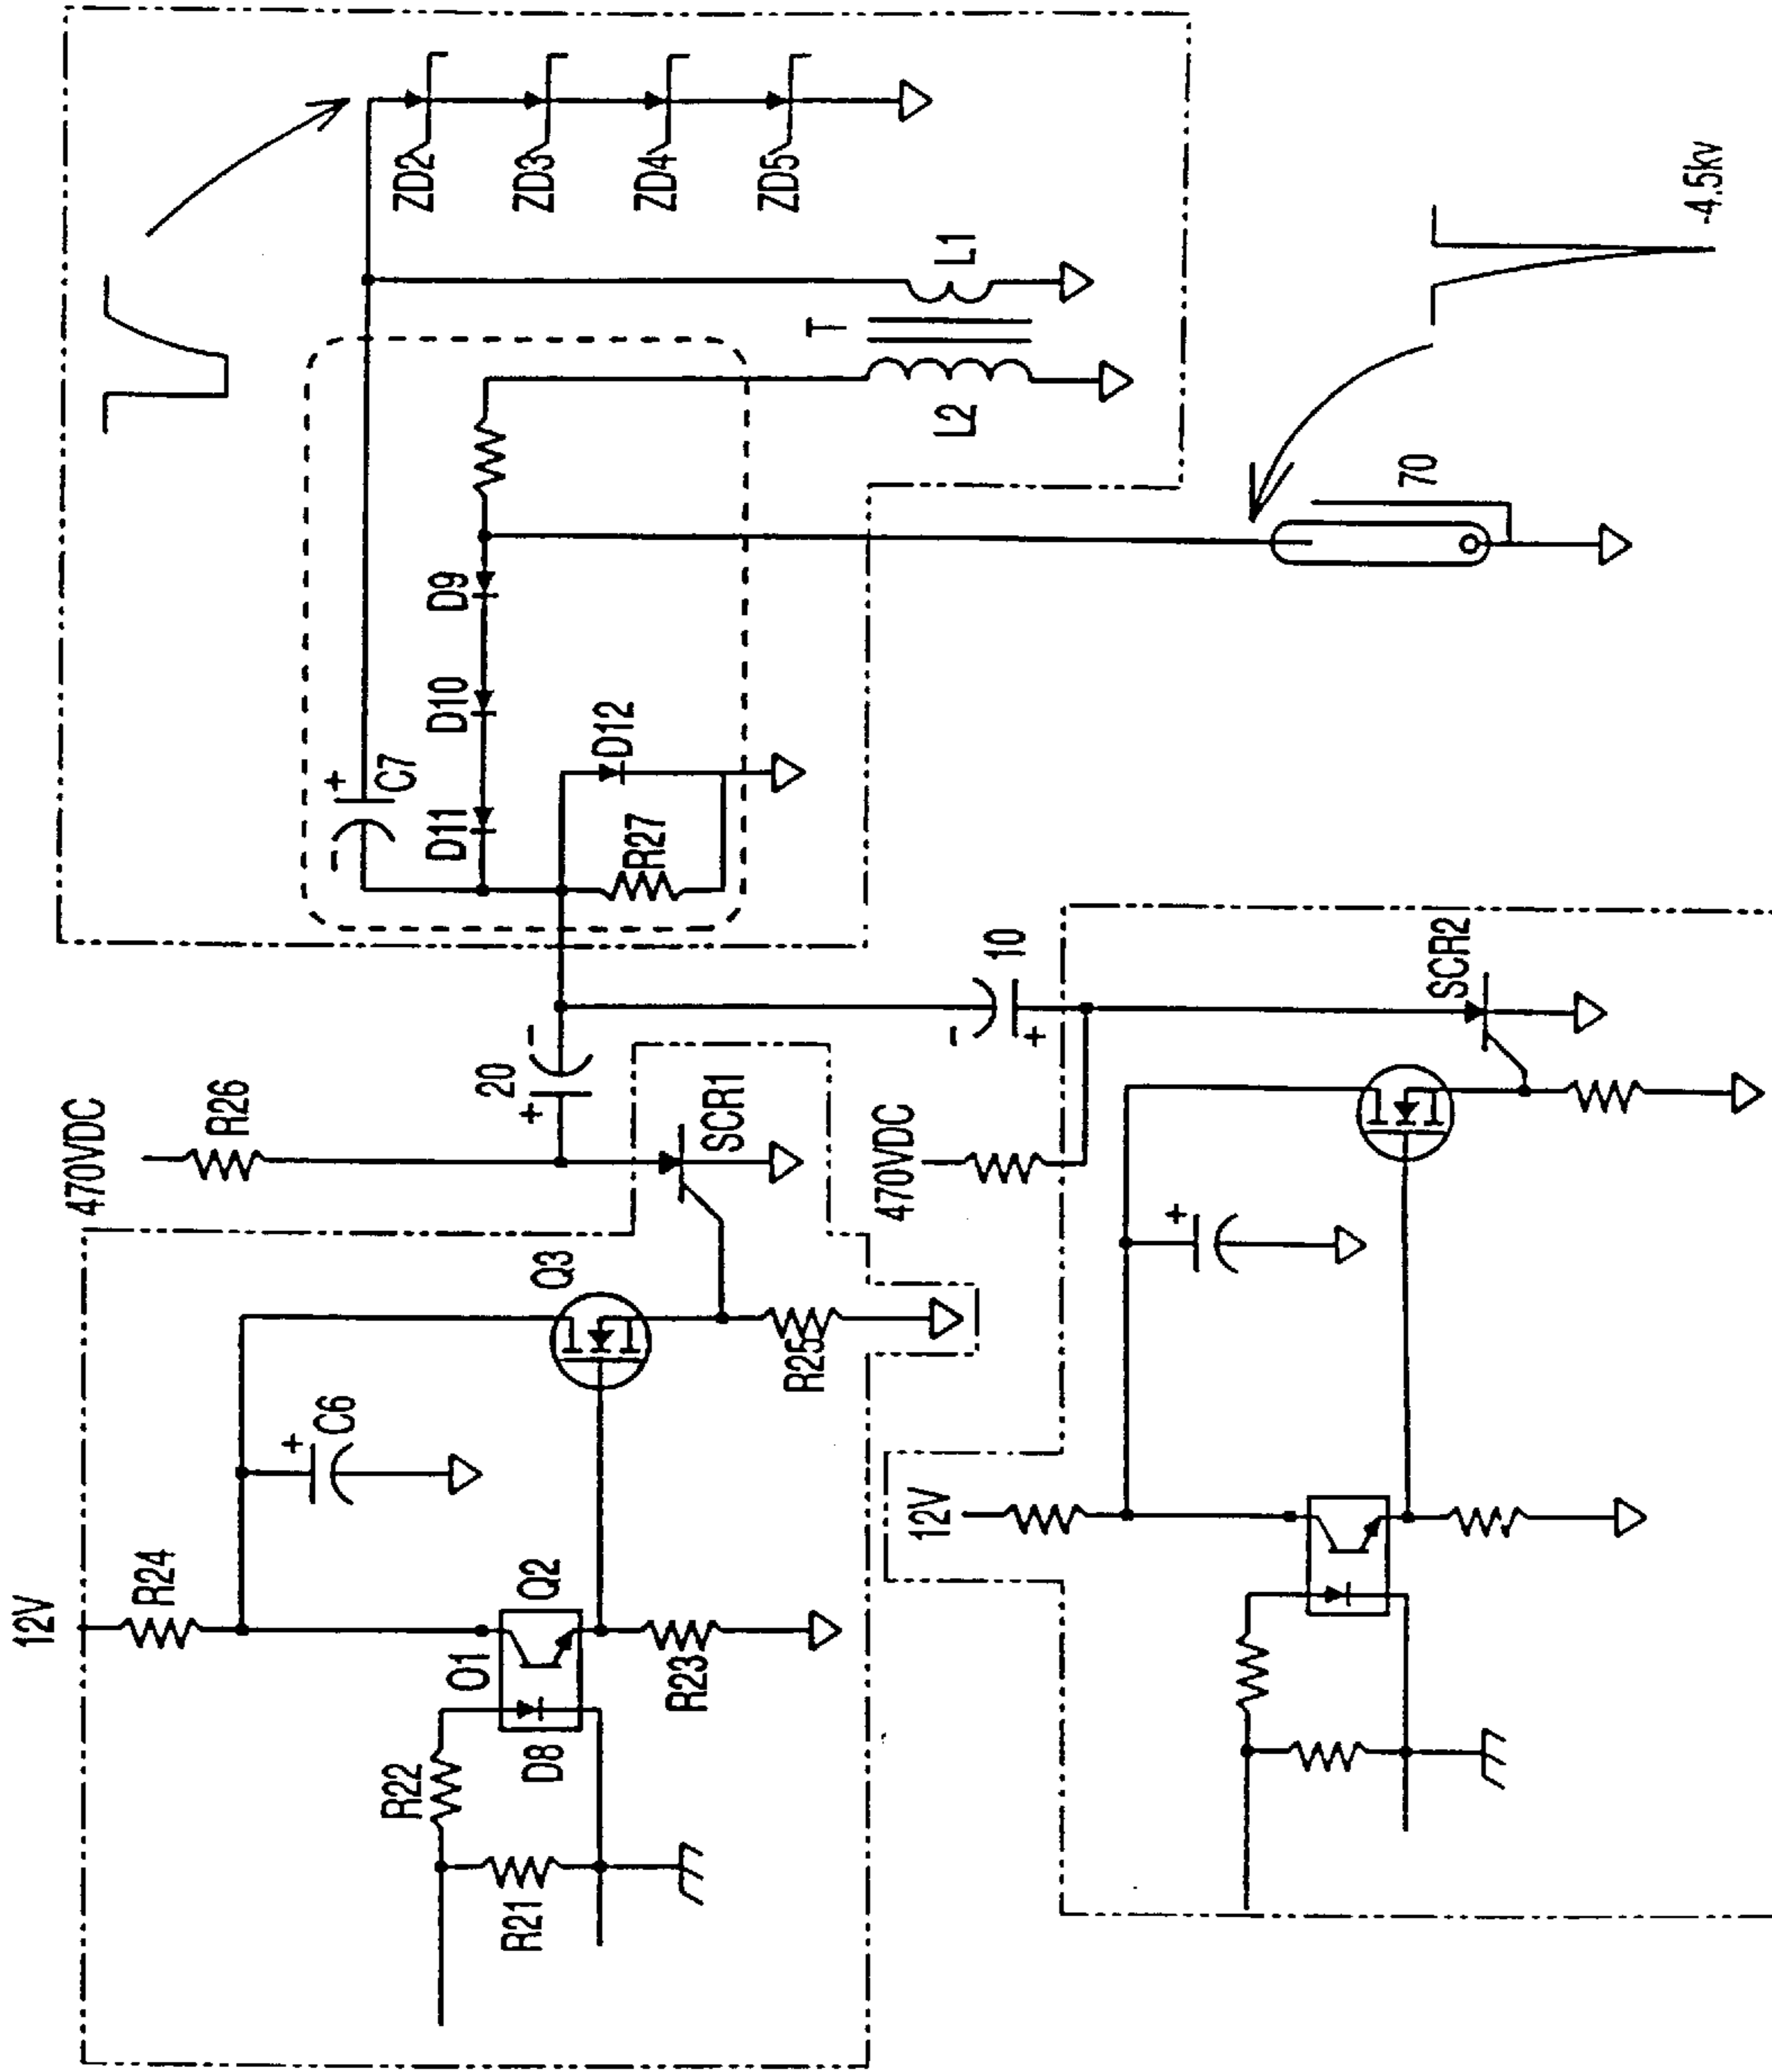 12V
R24
C6
+
Q3
O1
Q2
R22
D8
R21
R23
R25
470VDC
R26
20
+
-
SCR1
-
+
C7
D11
D10
D9
R27
D12
T
L2
L1
ZD2
ZD3
ZD4
ZD5
70
-4.5kv
470VDC
10
-
+
SCR2
12V
+